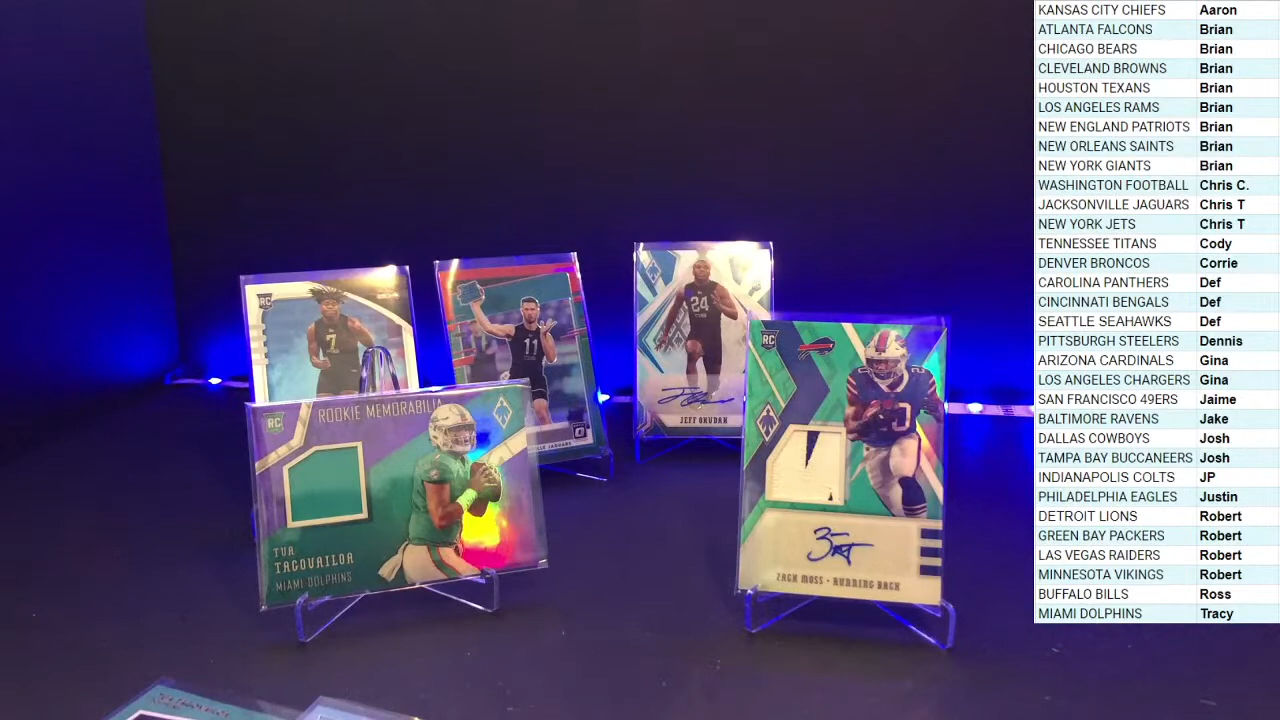 KANSAS CITY CHIEFS Aaron
ATLANTA FALCONS Brian
CHICAGO BEARS Brian
CLEVELAND BROWNS Brian
HOUSTON TEXANS Brian
LOS ANGELES RAMS Brian
NEW ENGLAND PATRIOTS Brian
NEW ORLEANS SAINTS Brian
NEW YORK GIANTS Brian
WASHINGTON FOOTBALL Chris C.
JACKSONVILLE JAGUARS Chris T
NEW YORK JETS Chris T
TENNESSEE TITANS Cody
DENVER BRONCOS Corrie
CAROLINA PANTHERS Def
CINCINNATI BENGALS Def
SEATTLE SEAHAWKS Def
PITTSBURGH STEELERS Dennis
ARIZONA CARDINALS Gina
LOS ANGELES CHARGERS Gina
SAN FRANCISCO 49ERS Jaime
BALTIMORE RAVENS Jake
DALLAS COWBOYS Josh
TAMPA BAY BUCCANEERS Josh
INDIANAPOLIS COLTS JP
PHILADELPHIA EAGLES Justin
DETROIT LIONS Robert
GREEN BAY PACKERS Robert
LAS VEGAS RAIDERS Robert
MINNESOTA VIKINGS Robert
BUFFALO BILLS Ross
MIAMI DOLPHINS Tracy
RC
7
11
24
JEFF OKUDAH
RC
ROOKIE MEMORABILIA
TUA
TAGOVAILOA
MIAMI DOLPHINS
RC
20
ZACK MOSS • RUNNING BACK